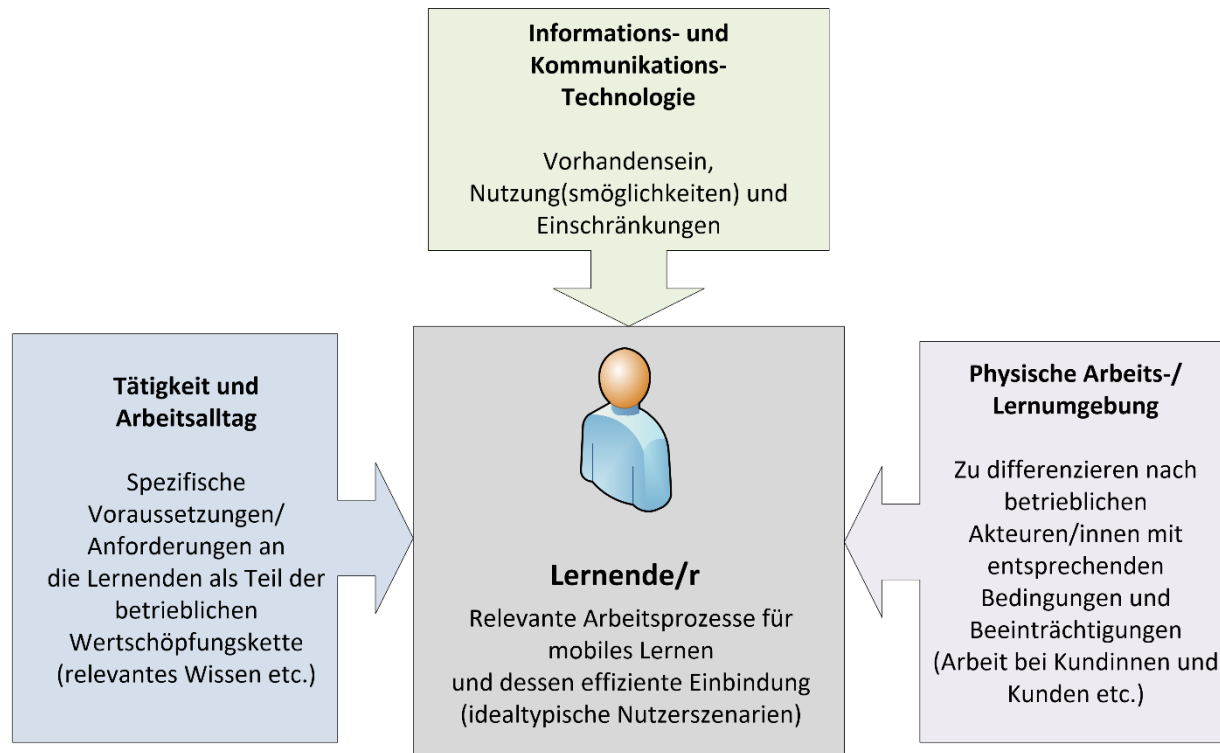 Informations- und
Kommunikations-
Technologie
Vorhandensein,
Nutzung(smöglichkeiten) und
Einschränkungen
Tätigkeit und
Arbeitsalltag
Spezifische
Voraussetzungen/
Anforderungen an
die Lernenden als Teil der
betrieblichen
Wertschöpfungskette
(relevantes Wissen etc.)
Lernende/r
Relevante Arbeitsprozesse für
mobiles Lernen
und dessen effiziente Einbindung
(idealtypische Nutzerszenarien)
Physische Arbeits-/
Lernumgebung
Zu differenzieren nach
betrieblichen
Akteuren/innen mit
entsprechenden
Bedingungen und
Beeinträchtigungen
(Arbeit bei Kundinnen und
Kunden etc.)